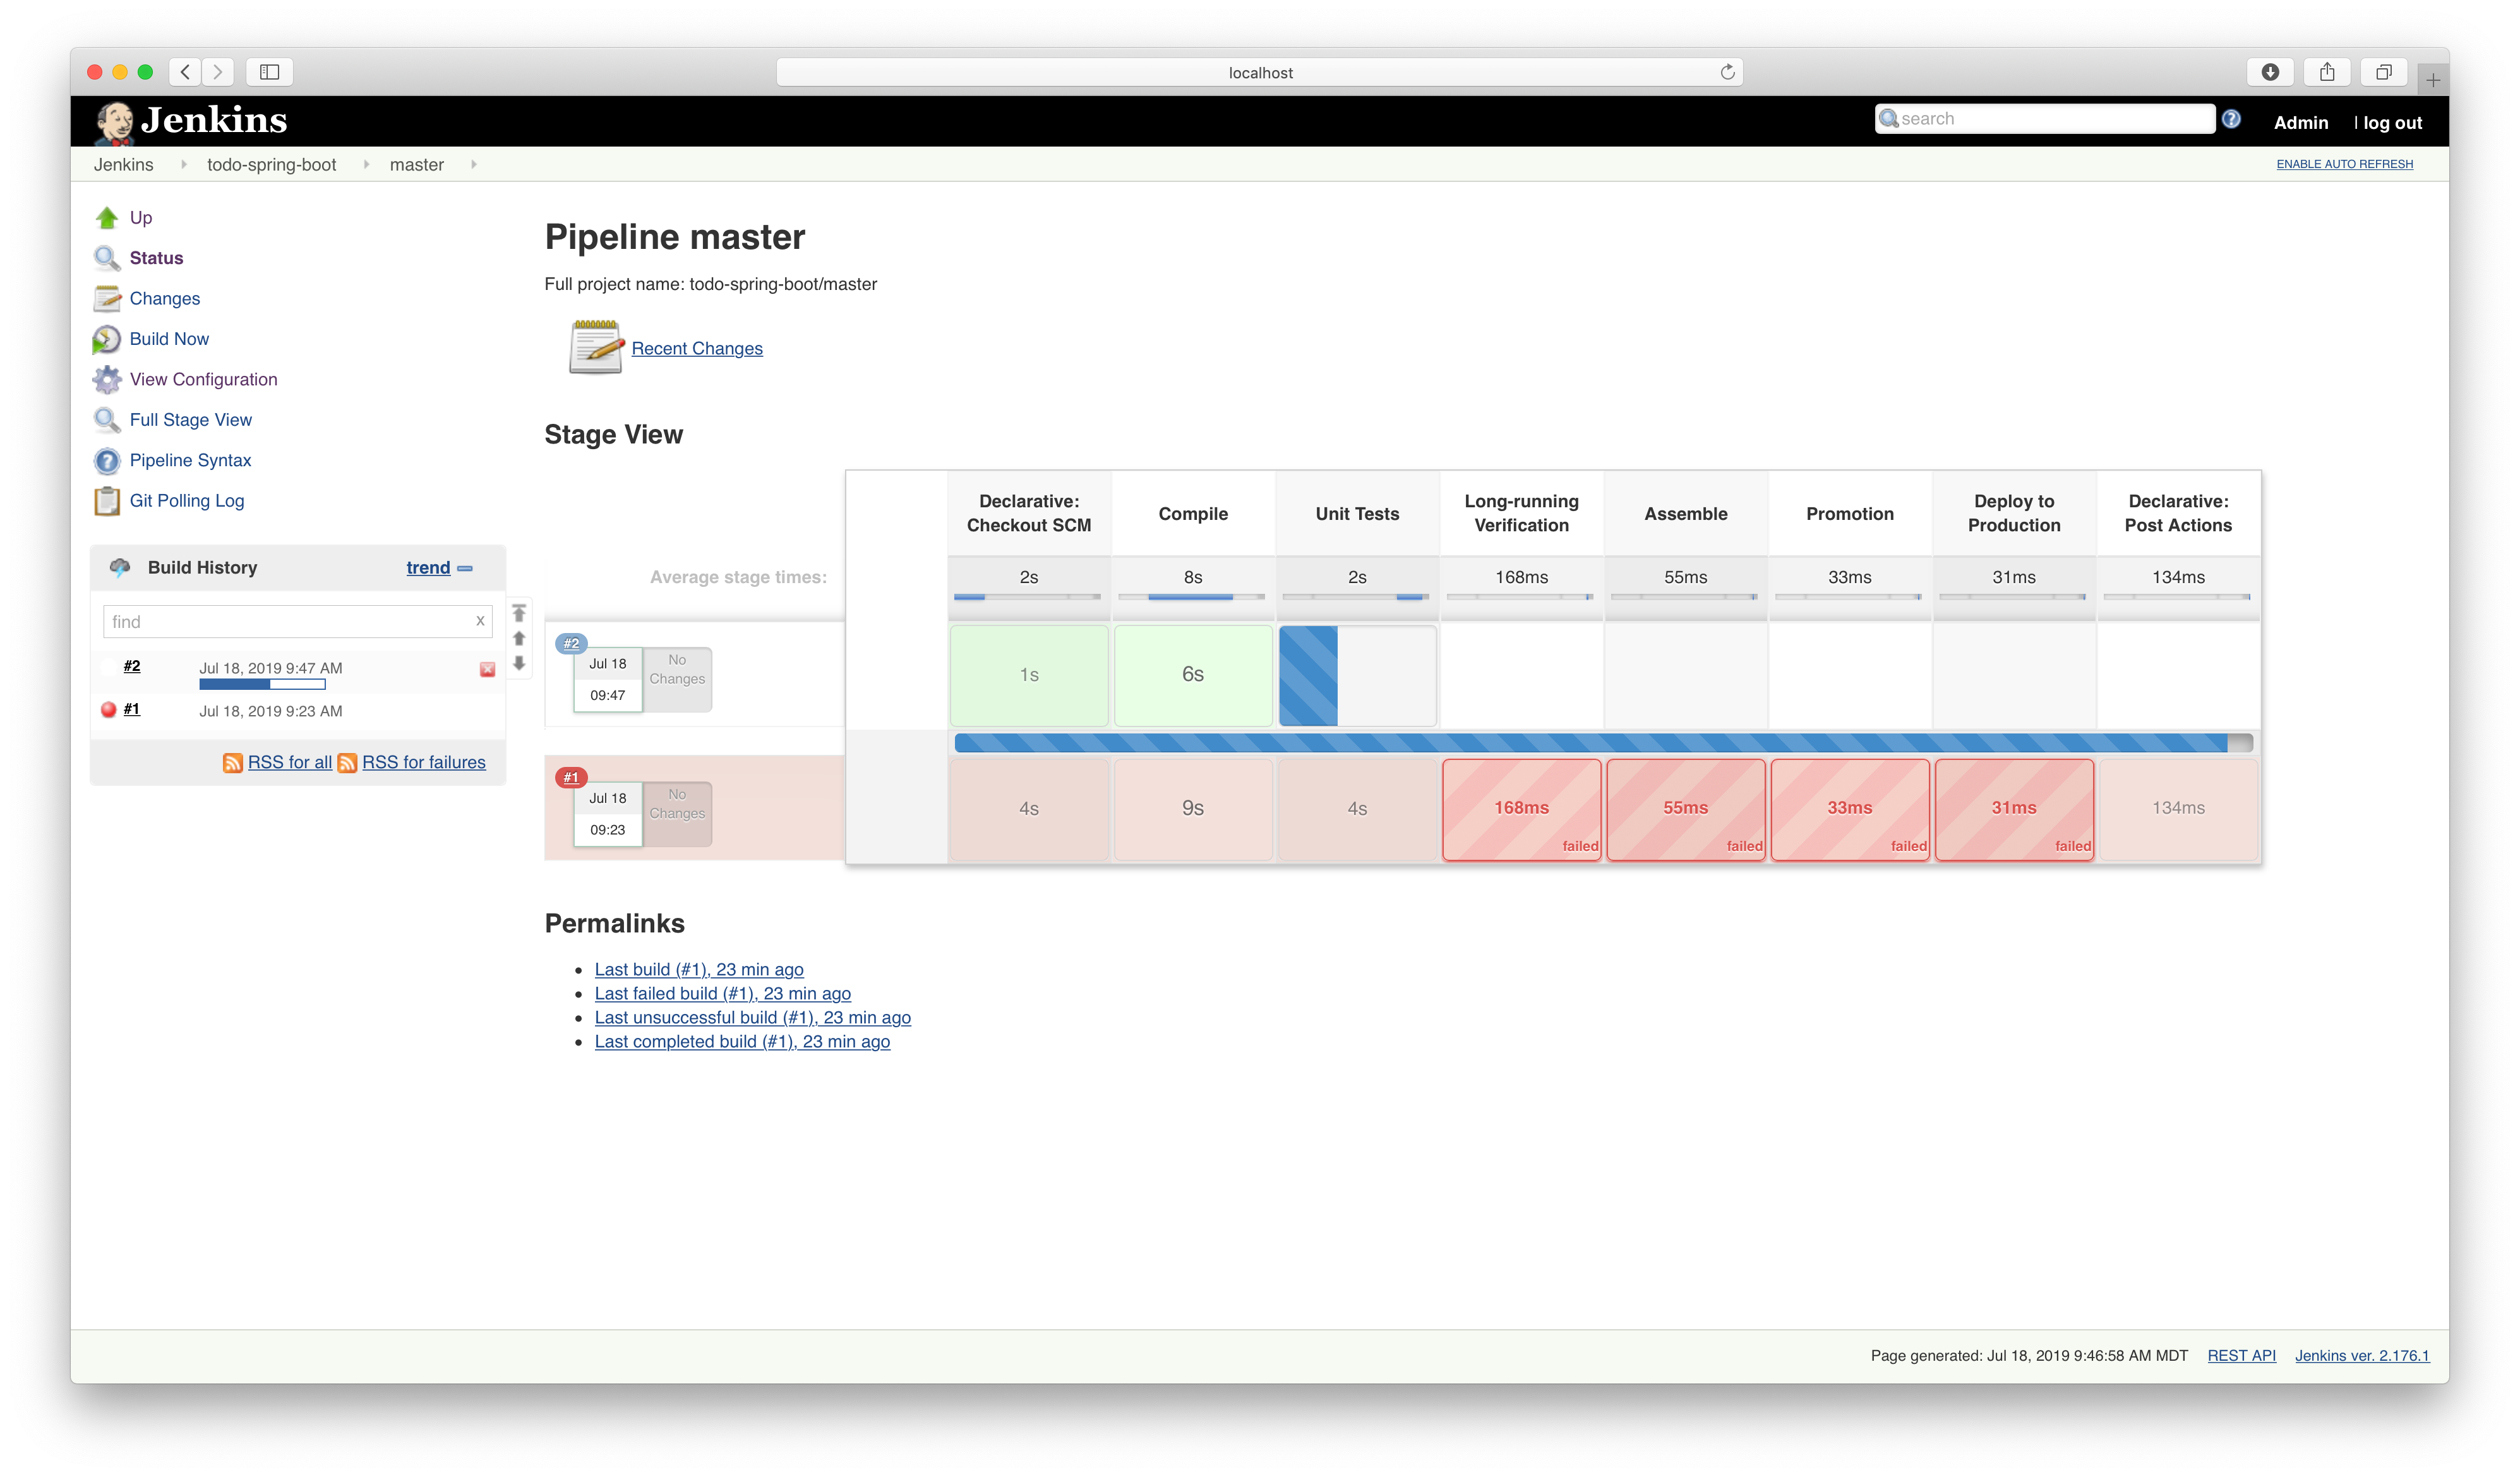 localhost
Jenkins
search
Admin
| log out
Jenkins
todo-spring-boot
master
ENABLE AUTO REFRESH
Up
Status
Changes
Build Now
View Configuration
Full Stage View
Pipeline Syntax
Git Polling Log
Build History
trend
find
x
#2
Jul 18, 2019 9:47 AM
#1
Jul 18, 2019 9:23 AM
RSS for all
RSS for failures
Pipeline master
Full project name: todo-spring-boot/master
Recent Changes
Stage View
Declarative:
Checkout SCM
Compile
Unit Tests
Long-running
Verification
Assemble
Promotion
Deploy to
Production
Declarative:
Post Actions
Average stage times:
2s
8s
2s
168ms
55ms
33ms
31ms
134ms
#2
Jul 18
09:47
No
Changes
1s
6s
#1
Jul 18
09:23
No
Changes
4s
9s
4s
168ms
failed
55ms
failed
33ms
failed
31ms
failed
134ms
Permalinks
Last build (#1), 23 min ago
Last failed build (#1), 23 min ago
Last unsuccessful build (#1), 23 min ago
Last completed build (#1), 23 min ago
Page generated: Jul 18, 2019 9:46:58 AM MDT
REST API
Jenkins ver. 2.176.1